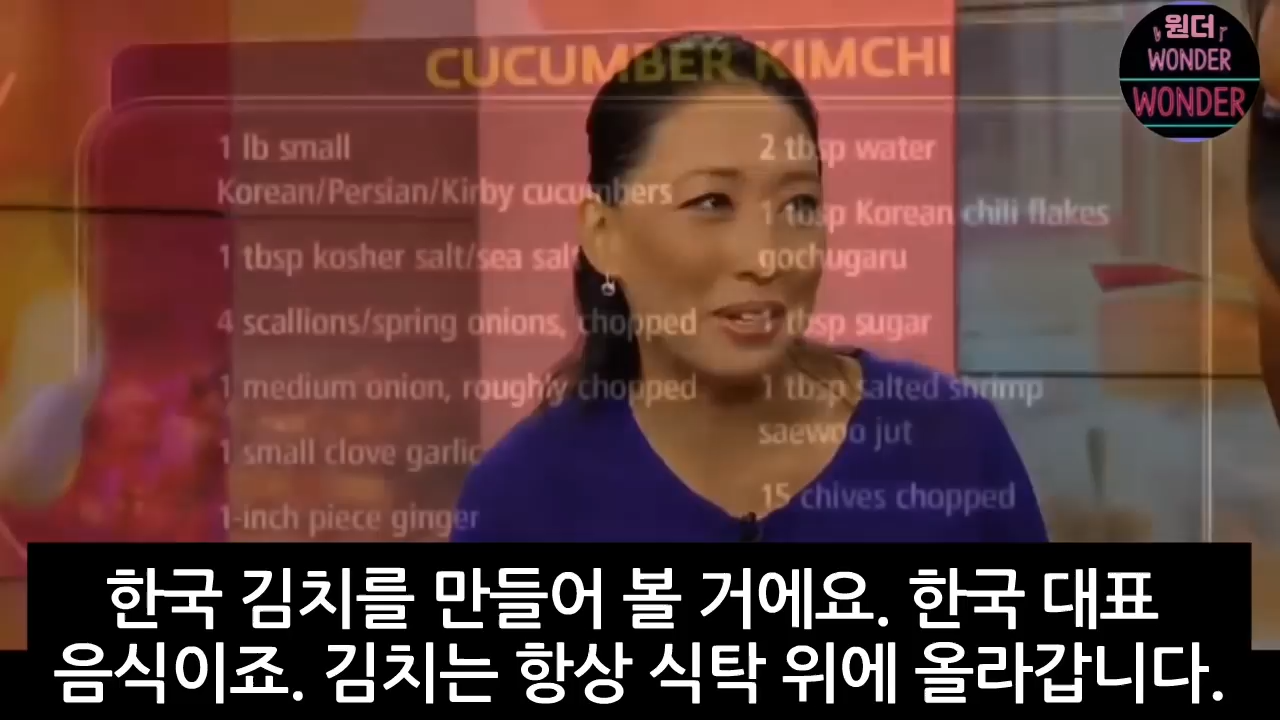 CUCUMBER KIMCHI
원더
WONDER
WONDER
1 lb small
Korean/Persian/Kirby cucumbers
1 tbsp kosher salt/sea salt
4 scallions/spring onions, chopped
1 medium onion, roughly chopped
1 small clove garlic
1-inch piece ginger
2 tbsp water
1 tbsp Korean chili flakes
gochugaru
tbsp sugar
1 tbsp salted shrimp
saewoo jut
15 chives chopped
한국 김치를 만들어 볼 거에요. 한국 대표
음식이죠. 김치는 항상 식탁 위에 올라갑니다.